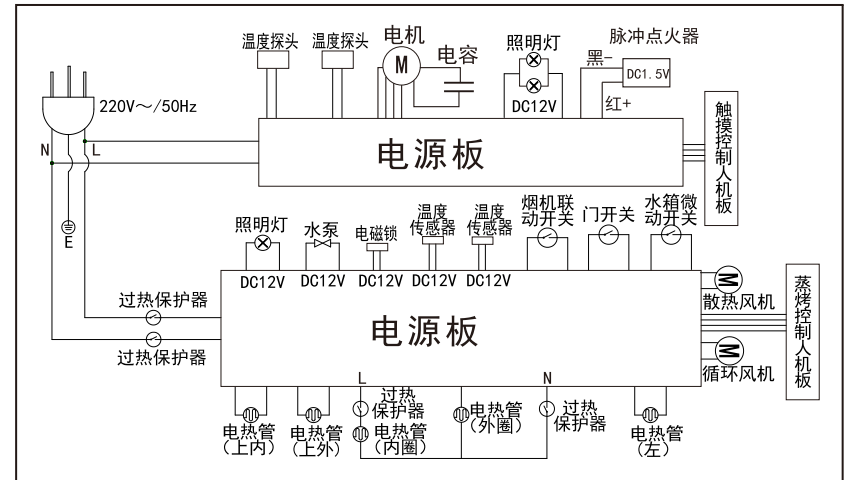 温度探头
温度探头
电机
M
电容
照明灯
DC12V
脉冲点火器
黑-
DC1.5V
红+
220V～/50Hz
N
L
E
电源板
触摸控制人机板
照明灯
DC12V
水泵
DC12V
电磁锁
DC12V
温度
传感器
DC12V
温度
传感器
DC12V
烟机联
动开关
门开关
水箱微
动开关
过热保护器
过热保护器
电源板
M
散热风机
M
循环风机
蒸烤控制人机板
L
N
电热管
(上内)
电热管
(上外)
过热
保护器
电热管
(内圈)
电热管
(外圈)
过热
保护器
电热管
(左)